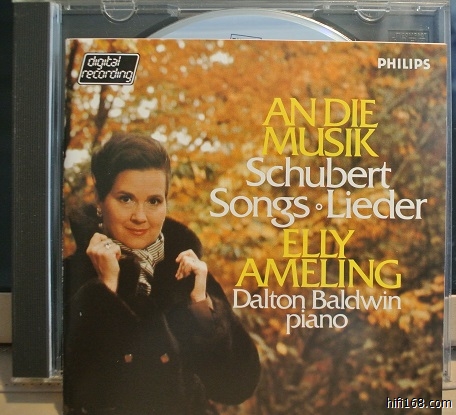 digital
recording
PHILIPS
AN DIE
MUSIK
Schubert
Songs · Lieder
ELLY
AMELING
Dalton Baldwin
piano
hifi168.com